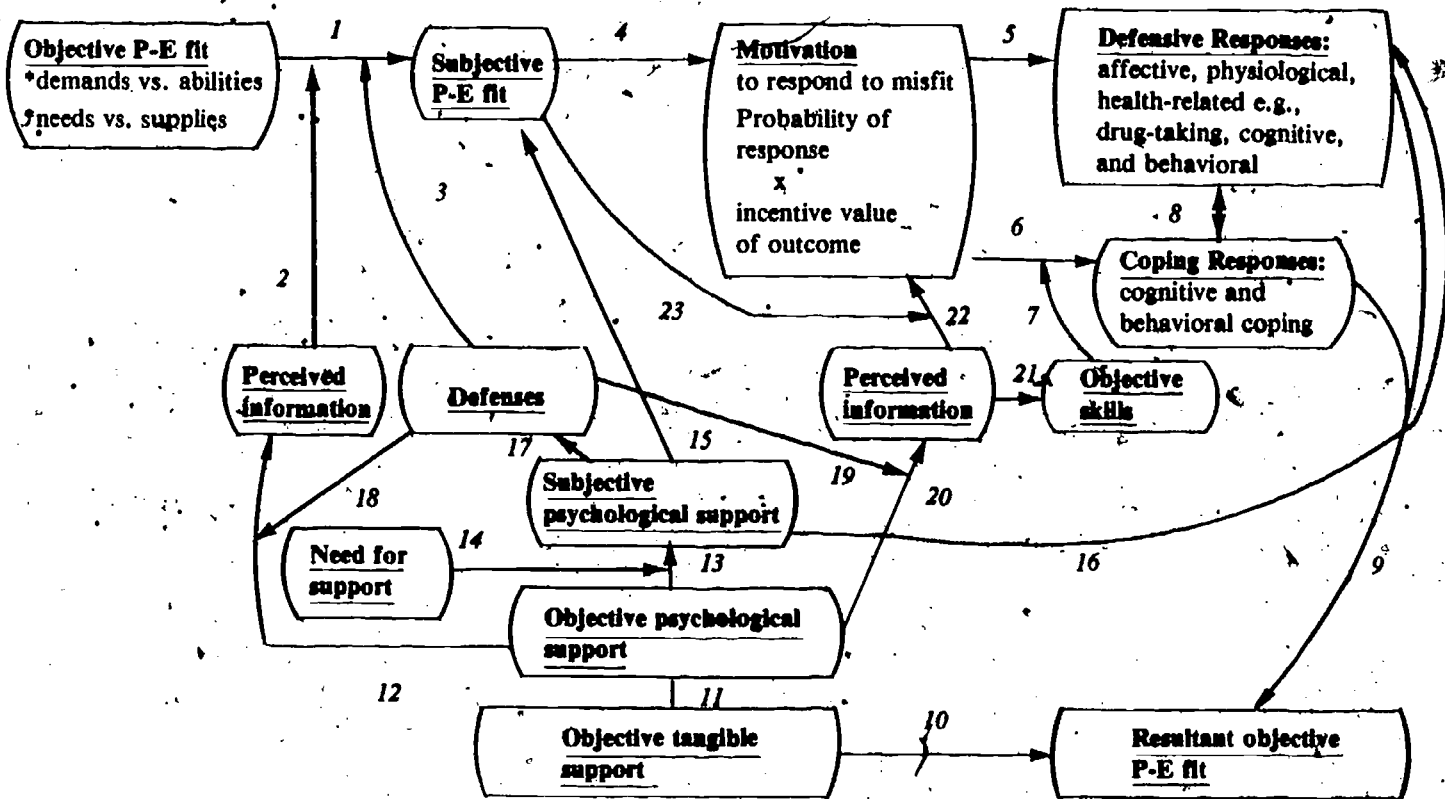 1
Objective P-E fit
*demands vs. abilities
needs vs. supplies
Subjective
P-E fit
4
Motivation
to respond to misfit
Probability of
response
x
incentive value
of outcome
5
Defensive Responses:
affective, physiological,
health-related e.g.,
drug-taking, cognitive,
and behavioral
3
2
8
6
Coping Responses:
cognitive and
behavioral coping
23
22
7
Perceived
information
Defenses
Perceived
information
21
Objective
skills
17
15
19
20
18
Subjective
psychological support
Need for
support
14
13
16
9
Objective psychological
support
12
11
10
Objective tangible
support
Resultant objective
P-E fit